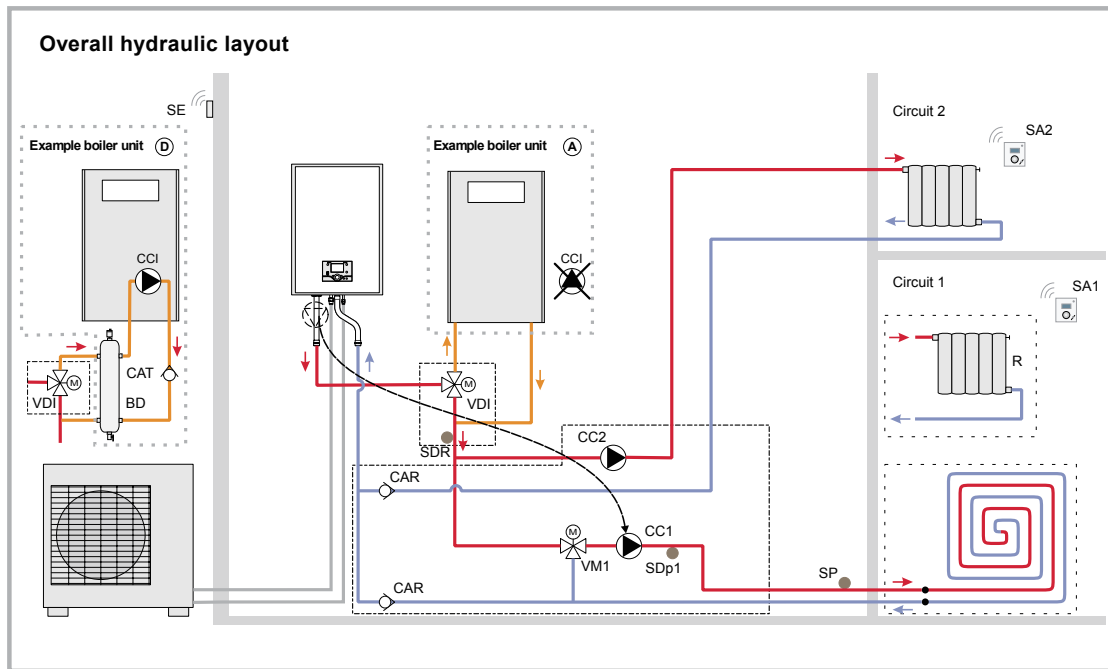 Overall hydraulic layout
SE
Example boiler unit D
CCI
CAT
VDI
M
BD
Example boiler unit A
CCI
M
VDI
SDR
CC2
CAR
M
CC1
VM1
SDp1
CAR
SP
Circuit 2
SA2
Circuit 1
SA1
R